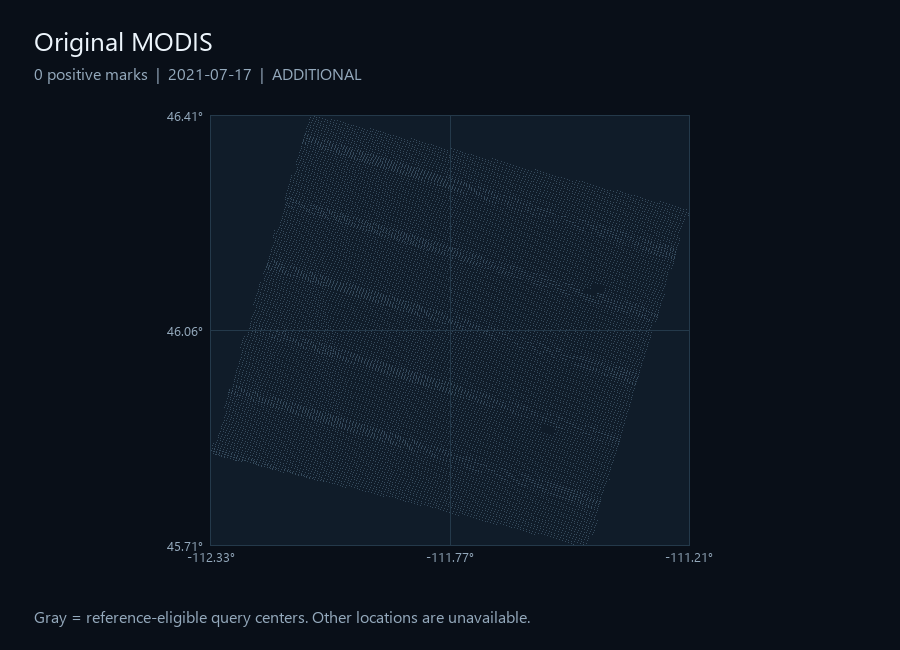 Original MODIS
0 positive marks | 2021-07-17 | ADDITIONAL
46.41°
46.06°
45.71°
-112.33°
-111.77°
-111.21°
Gray = reference-eligible query centers. Other locations are unavailable.